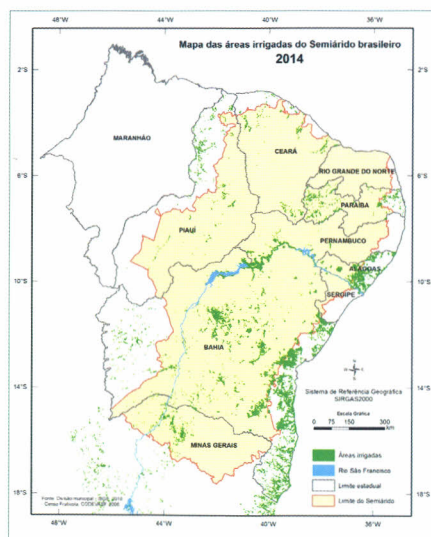 48°W 44°W 40°W 36°W
Mapa das áreas irrigadas do Semiárido brasileiro
2014
2°S 2°S
MARANHÃO
CEARÁ
RIO GRANDE DO NORTE
6°S 6°S
PARAÍBA
PIAUÍ
PERNAMBUCO
ALAGOAS
10°S 10°S
SERGIPE
BAHIA
Sistema de Referência Geográfica
SIRGAS2000
14°S 14°S
Escala Gráfica
0 75 150 300
km
MINAS GERAIS
Áreas irrigadas
Rio São Francisco
Limite estadual
Limite do Semiárido
18°S 18°S
48°W 44°W 40°W 36°W